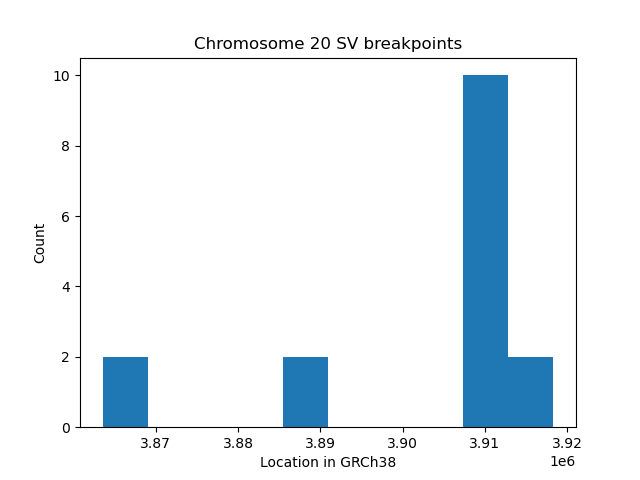 Chromosome 20 SV breakpoints
10
8
6
4
2
0
Count
3.87 3.88 3.89 3.90 3.91 3.92
1e6
Location in GRCh38